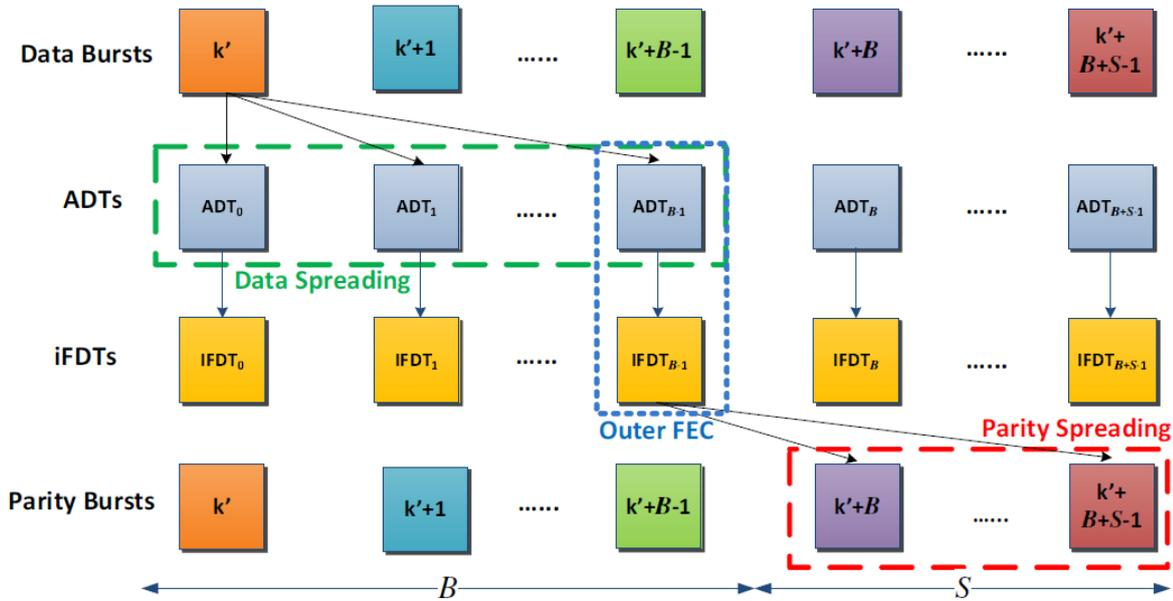 Data Bursts k’ k’+1 ...... k’+B-1 k’+B ...... k’+
B+S-1
ADTs ADT0 ADT1 ...... ADTB-1 ADTB ...... ADTB+S-1
Data Spreading
iFDTs IFDT0 IFDT1 ...... IFDTB-1 IFDTB ...... IFDTB+S-1
Outer FEC Parity Spreading
Parity Bursts k’ k’+1 ...... k’+B-1 k’+B ...... k’+
B+S-1
B S